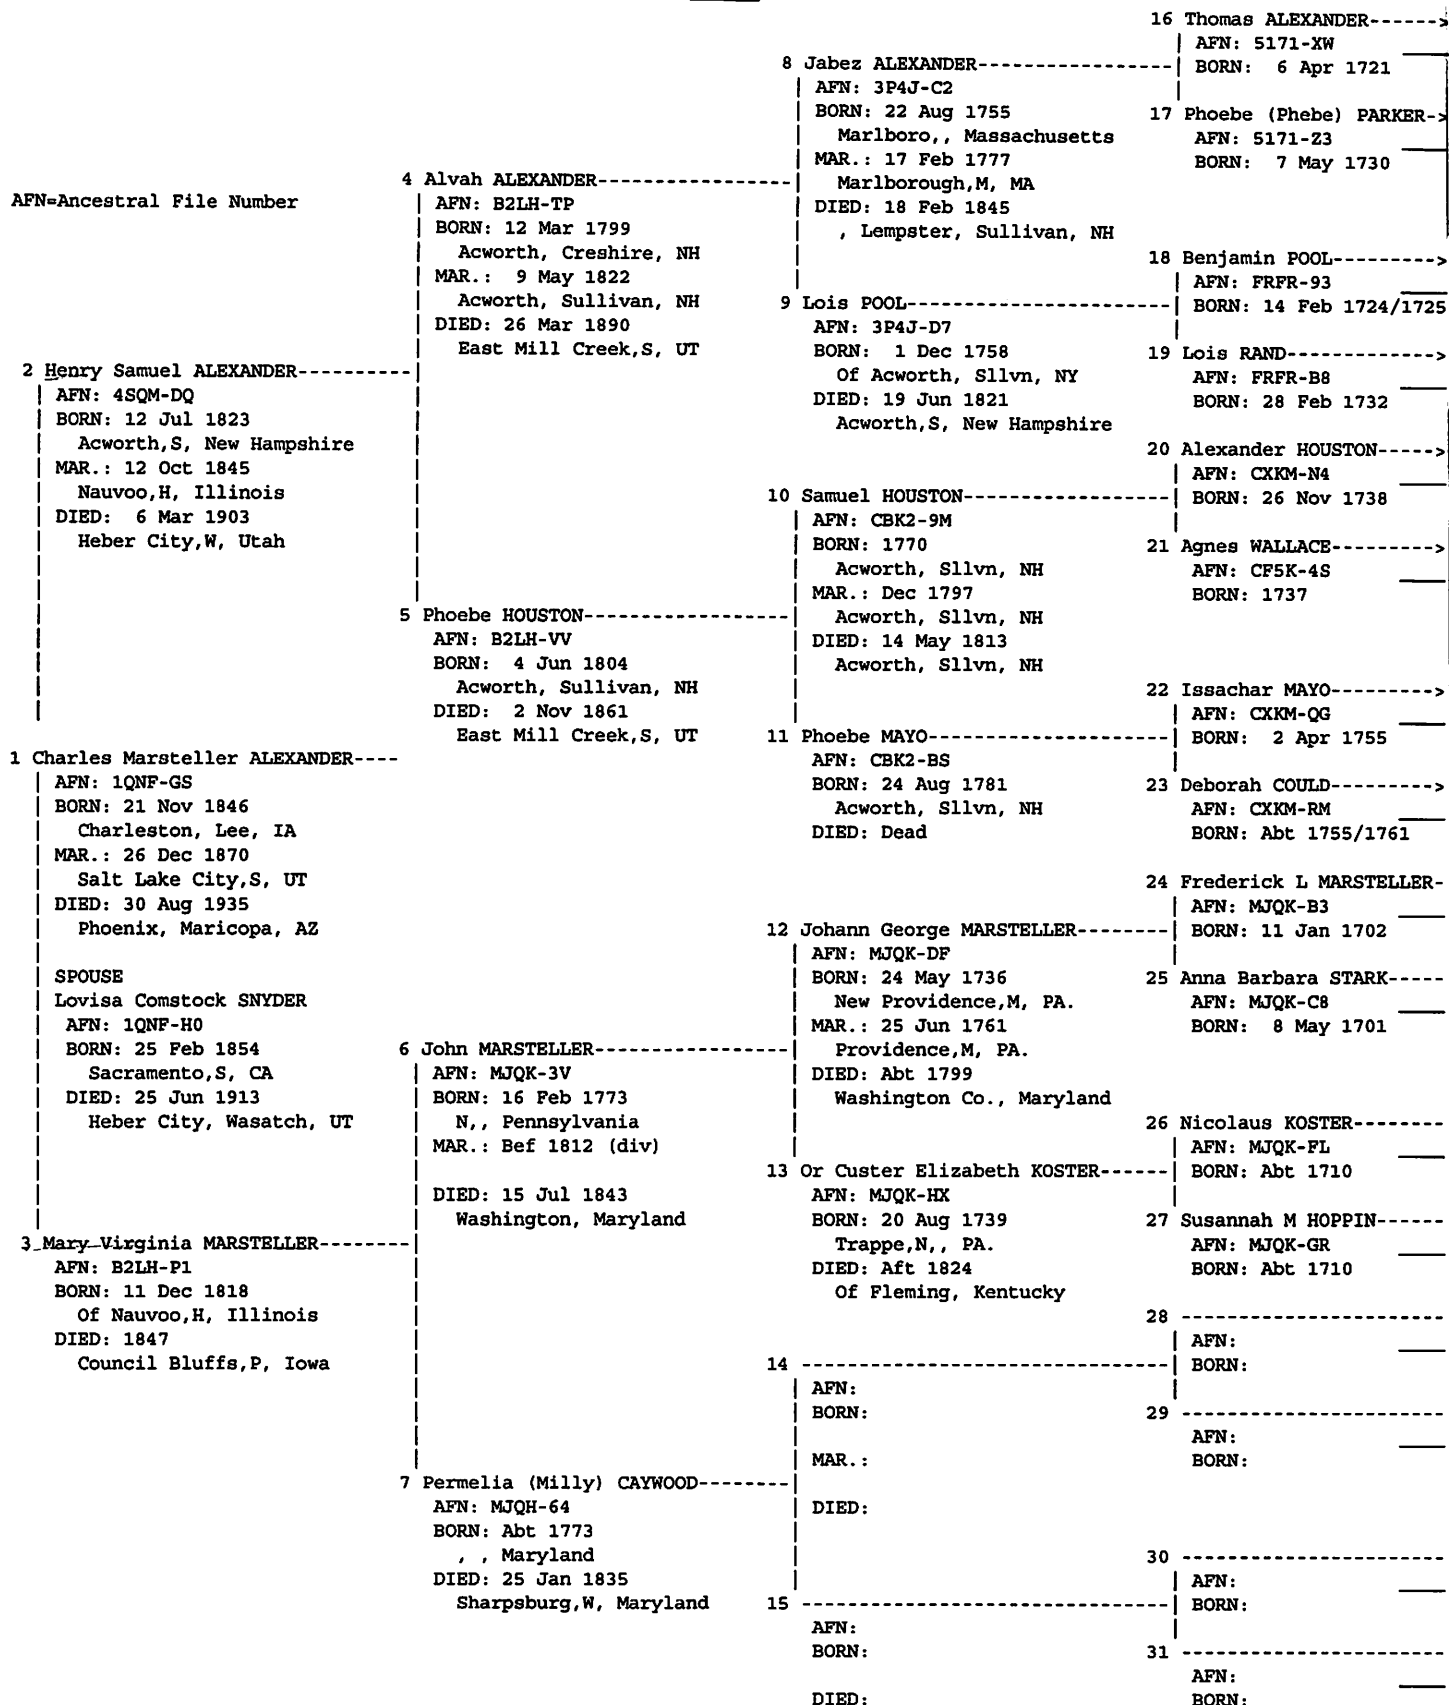 AFN=Ancestral File Number
1 Charles Marsteller ALEXANDER----
AFN: 1QNF-GS
BORN: 21 Nov 1846
Charleston, Lee, IA
MAR.: 26 Dec 1870
Salt Lake City,S, UT
DIED: 30 Aug 1935
Phoenix, Maricopa, AZ
SPOUSE
Lovisa Comstock SNYDER
AFN: 1QNF-H0
BORN: 25 Feb 1854
Sacramento,S, CA
DIED: 25 Jun 1913
Heber City, Wasatch, UT
2 Henry Samuel ALEXANDER----------
AFN: 4SQM-DQ
BORN: 12 Jul 1823
Acworth,S, New Hampshire
MAR.: 12 Oct 1845
Nauvoo,H, Illinois
DIED: 6 Mar 1903
Heber City,W, Utah
3 Mary Virginia MARSTELLER--------
AFN: B2LH-P1
BORN: 11 Dec 1818
Of Nauvoo,H, Illinois
DIED: 1847
Council Bluffs,P, Iowa
4 Alvah ALEXANDER----------------
AFN: B2LH-TP
BORN: 12 Mar 1799
Acworth, Creshire, NH
MAR.: 9 May 1822
Acworth, Sullivan, NH
DIED: 26 Mar 1890
East Mill Creek,S, UT
5 Phoebe HOUSTON-----------------
AFN: B2LH-VV
BORN: 4 Jun 1804
Acworth, Sullivan, NH
DIED: 2 Nov 1861
East Mill Creek,S, UT
6 John MARSTELLER----------------
AFN: MJQK-3V
BORN: 16 Feb 1773
N,, Pennsylvania
MAR.: Bef 1812 (div)
DIED: 15 Jul 1843
Washington, Maryland
7 Permelia (Milly) CAYWOOD--------
AFN: MJQH-64
BORN: Abt 1773
, , Maryland
DIED: 25 Jan 1835
Sharpsburg,W, Maryland
8 Jabez ALEXANDER----------------
AFN: 3P4J-C2
BORN: 22 Aug 1755
Marlboro,, Massachusetts
MAR.: 17 Feb 1777
Marlborough,M, MA
DIED: 18 Feb 1845
, Lempster, Sullivan, NH
9 Lois POOL----------------------
AFN: 3P4J-D7
BORN: 1 Dec 1758
Of Acworth, Sllvn, NY
DIED: 19 Jun 1821
Acworth,S, New Hampshire
10 Samuel HOUSTON-----------------
AFN: CBK2-9M
BORN: 1770
Acworth, Sllvn, NH
MAR.: Dec 1797
Acworth, Sllvn, NH
DIED: 14 May 1813
Acworth, Sllvn, NH
11 Phoebe MAYO--------------------
AFN: CBK2-BS
BORN: 24 Aug 1781
Acworth, Sllvn, NH
DIED: Dead
12 Johann George MARSTELLER--------
AFN: MJQK-DF
BORN: 24 May 1736
New Providence,M, PA.
MAR.: 25 Jun 1761
Providence,M, PA.
DIED: Abt 1799
Washington Co., Maryland
13 Or Custer Elizabeth KOSTER------
AFN: MJQK-HX
BORN: 20 Aug 1739
Trappe,N,, PA.
DIED: Aft 1824
Of Fleming, Kentucky
14 -------------------------------
AFN:
BORN:
MAR.:
DIED:
15 -------------------------------
AFN:
BORN:
DIED:
16 Thomas ALEXANDER------>
AFN: 5171-XW
BORN: 6 Apr 1721
17 Phoebe (Phebe) PARKER->
AFN: 5171-Z3
BORN: 7 May 1730
18 Benjamin POOL--------->
AFN: FRFR-93
BORN: 14 Feb 1724/1725
19 Lois RAND------------->
AFN: FRFR-B8
BORN: 28 Feb 1732
20 Alexander HOUSTON----->
AFN: CXKM-N4
BORN: 26 Nov 1738
21 Agnes WALLACE--------->
AFN: CF5K-4S
BORN: 1737
22 Issachar MAYO--------->
AFN: CXKM-QG
BORN: 2 Apr 1755
23 Deborah COULD--------->
AFN: CXKM-RM
BORN: Abt 1755/1761
24 Frederick L MARSTELLER-
AFN: MJQK-B3
BORN: 11 Jan 1702
25 Anna Barbara STARK-----
AFN: MJQK-C8
BORN: 8 May 1701
26 Nicolaus KOSTER--------
AFN: MJQK-FL
BORN: Abt 1710
27 Susannah M HOPPIN------
AFN: MJQK-GR
BORN: Abt 1710
28 ----------------------
AFN:
BORN:
29 ----------------------
AFN:
BORN:
30 ----------------------
AFN:
BORN:
31 ----------------------
AFN:
BORN: